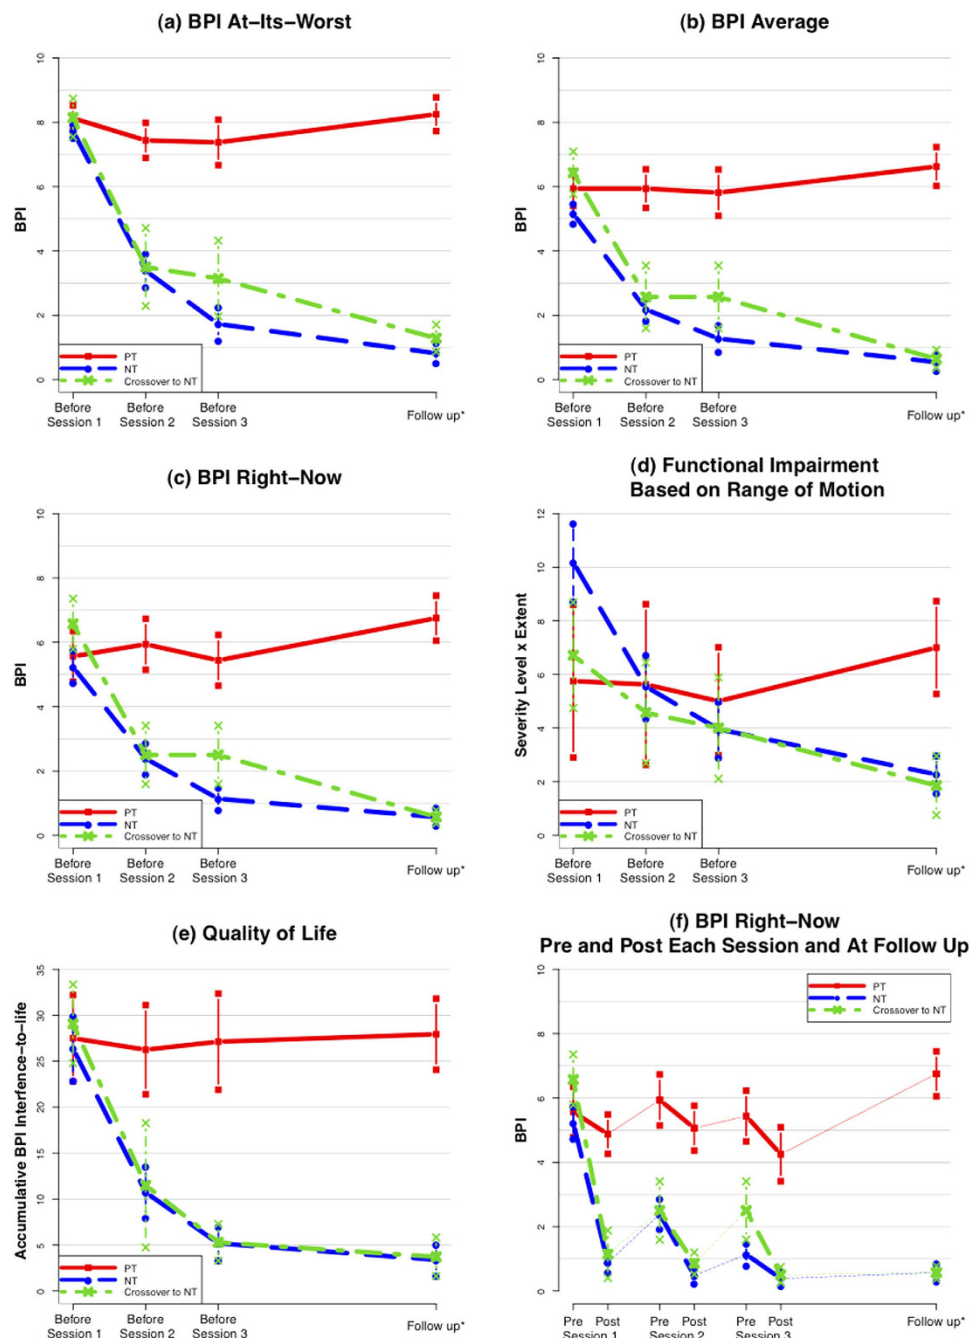 (a) BPI At–Its–Worst
BPI
10
8
6
4
2
0
PT
NT
Crossover to NT
Before Session 1
Before Session 2
Before Session 3
Follow up*
(b) BPI Average
BPI
10
8
6
4
2
0
PT
NT
Crossover to NT
Before Session 1
Before Session 2
Before Session 3
Follow up*
(c) BPI Right–Now
BPI
10
8
6
4
2
0
PT
NT
Crossover to NT
Before Session 1
Before Session 2
Before Session 3
Follow up*
(d) Functional Impairment
Based on Range of Motion
Severity Level x Extent
12
10
8
6
4
2
0
PT
NT
Crossover to NT
Before Session 1
Before Session 2
Before Session 3
Follow up*
(e) Quality of Life
Accumulative BPI Interfence–to–life
35
30
25
20
15
10
5
0
PT
NT
Crossover to NT
Before Session 1
Before Session 2
Before Session 3
Follow up*
(f) BPI Right–Now
Pre and Post Each Session and At Follow Up
BPI
10
8
6
4
2
0
PT
NT
Crossover to NT
Pre Post
Session 1
Pre Post
Session 2
Pre Post
Session 3
Follow up*